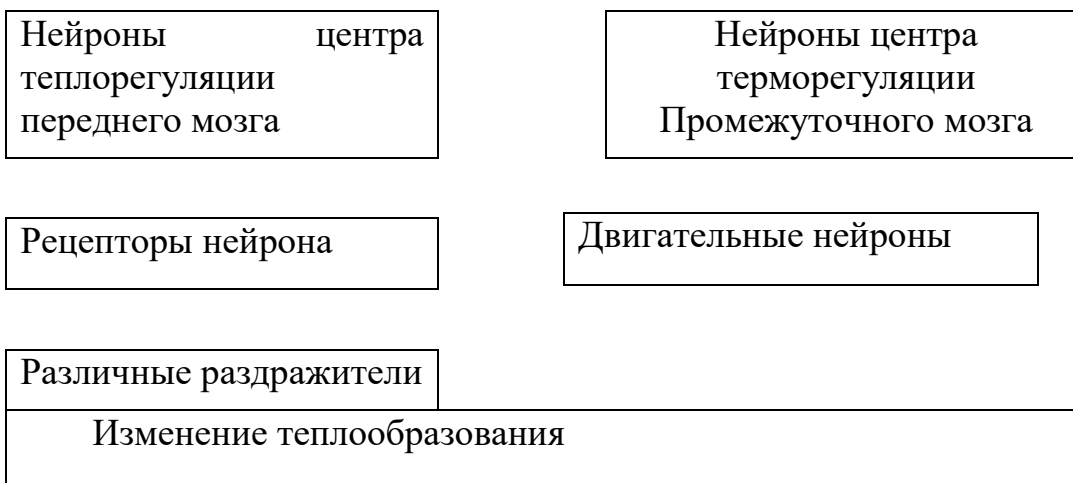 Нейроны центра
теплорегуляции
переднего мозга
Нейроны центра
терморегуляции
Промежуточного мозга
Рецепторы нейрона
Двигательные нейроны
Различные раздражители
Изменение теплообразования